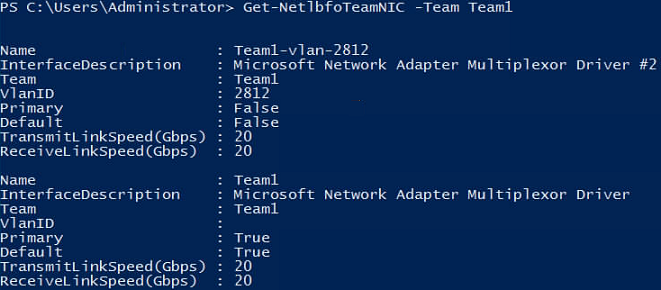 PS C:\Users\Administrator> Get-NetlbfoTeamNIC -Team Team1
Name : Team1-vlan-2812
InterfaceDescription : Microsoft Network Adapter Multiplexor Driver #2
Team : Team1
VlanID : 2812
Primary : False
Default : False
TransmitLinkSpeed(Gbps) : 20
ReceiveLinkSpeed(Gbps) : 20
Name : Team1
InterfaceDescription : Microsoft Network Adapter Multiplexor Driver
Team : Team1
VlanID :
Primary : True
Default : True
TransmitLinkSpeed(Gbps) : 20
ReceiveLinkSpeed(Gbps) : 20